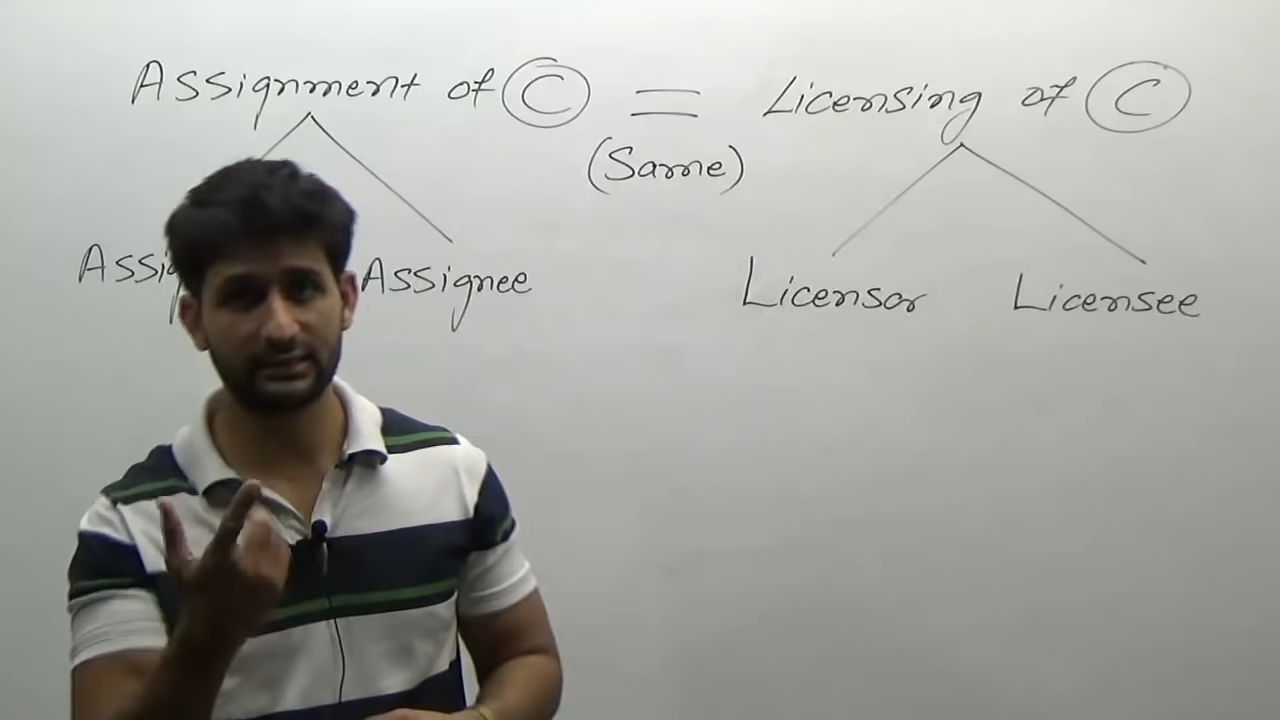 Assignment of © = Licensing of ©
(Same)
Assignee Licensor Licensee